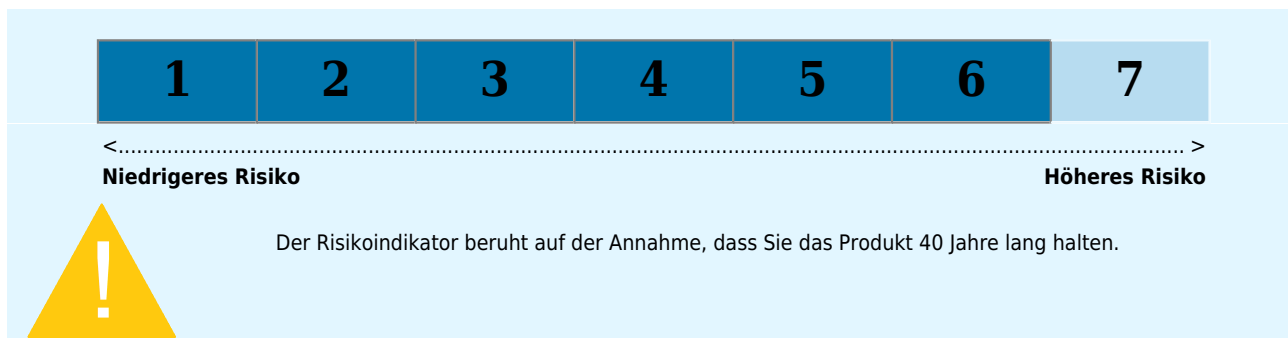 1 2 3 4 5 6 7
<........................................................................................................................................................................................ >
Niedrigeres Risiko Höheres Risiko
!
Der Risikoindikator beruht auf der Annahme, dass Sie das Produkt 40 Jahre lang halten.